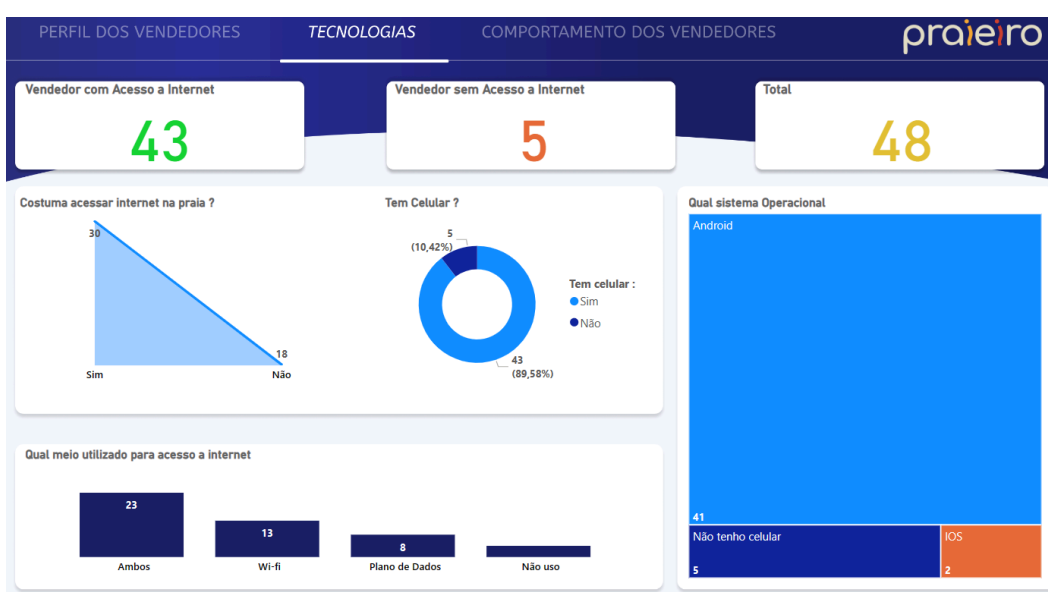 PERFIL DOS VENDEDORES
TECNOLOGIAS
COMPORTAMENTO DOS VENDEDORES
praieiro
Vendedor com Acesso a Internet
43
Vendedor sem Acesso a Internet
5
Total
48
Costuma acessar internet na praia ?
30
18
Sim
Não
Tem Celular ?
5
(10,42%)
43
(89,58%)
Tem celular :
Sim
Não
Qual sistema Operacional
Android
41
Não tenho celular
5
IOS
2
Qual meio utilizado para acesso a internet
23
13
8
Ambos
Wi-fi
Plano de Dados
Não uso